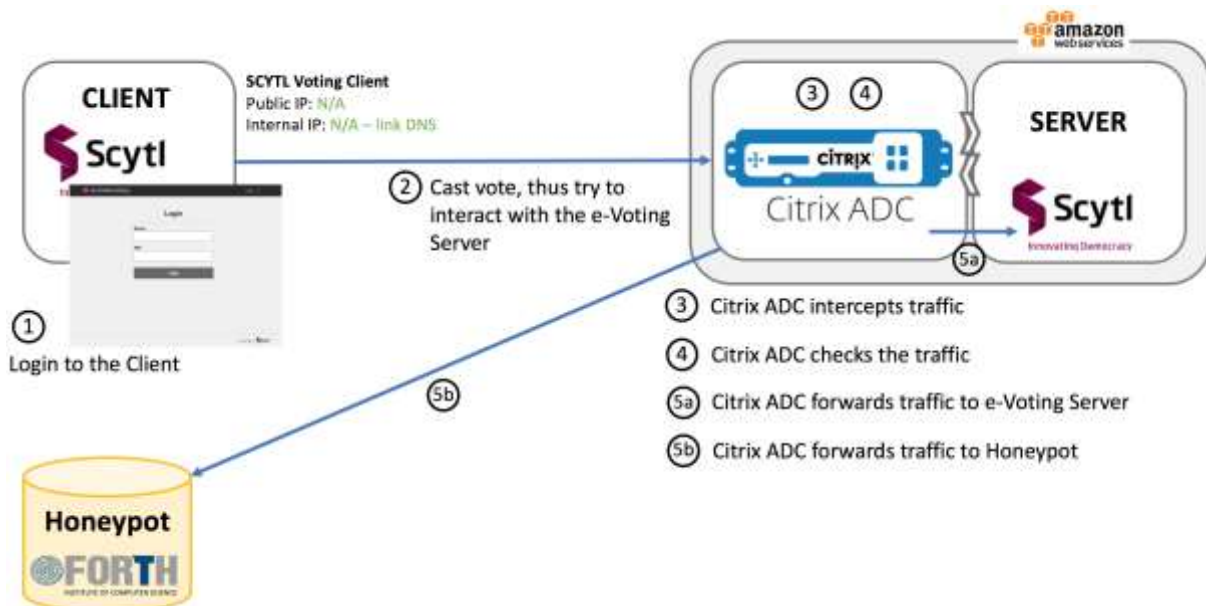 amazon
web services
CLIENT
Scytl
SCYTL Voting Client
Public IP: N/A
Internal IP: N/A – link DNS
Login
1
Login to the Client
2 Cast vote, thus try to
interact with the e-Voting
Server
3 4
CITRIX
Citrix ADC
SERVER
Scytl
Innovating Democracy
5a
3 Citrix ADC intercepts traffic
4 Citrix ADC checks the traffic
5a Citrix ADC forwards traffic to e-Voting Server
5b Citrix ADC forwards traffic to Honeypot
5b
Honeypot
FORTH
INSTITUTE OF COMPUTER SCIENCE